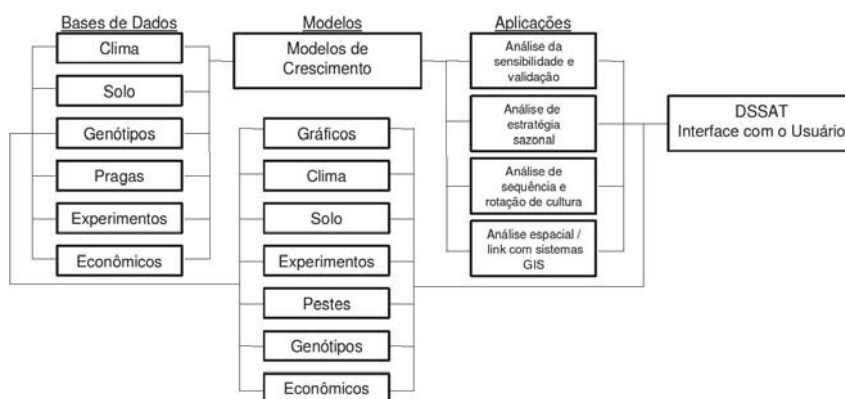 Bases de Dados
Clima
Solo
Genótipos
Pragas
Experimentos
Econômicos
Modelos
Modelos de
Crescimento
Gráficos
Clima
Solo
Experimentos
Pestes
Genótipos
Econômicos
Aplicações
Análise da
sensibilidade e
validação
Análise de
estratégia
sazonal
Análise de
sequência e
rotação de cultura
Análise espacial /
link com sistemas
GIS
DSSAT
Interface com o Usuário